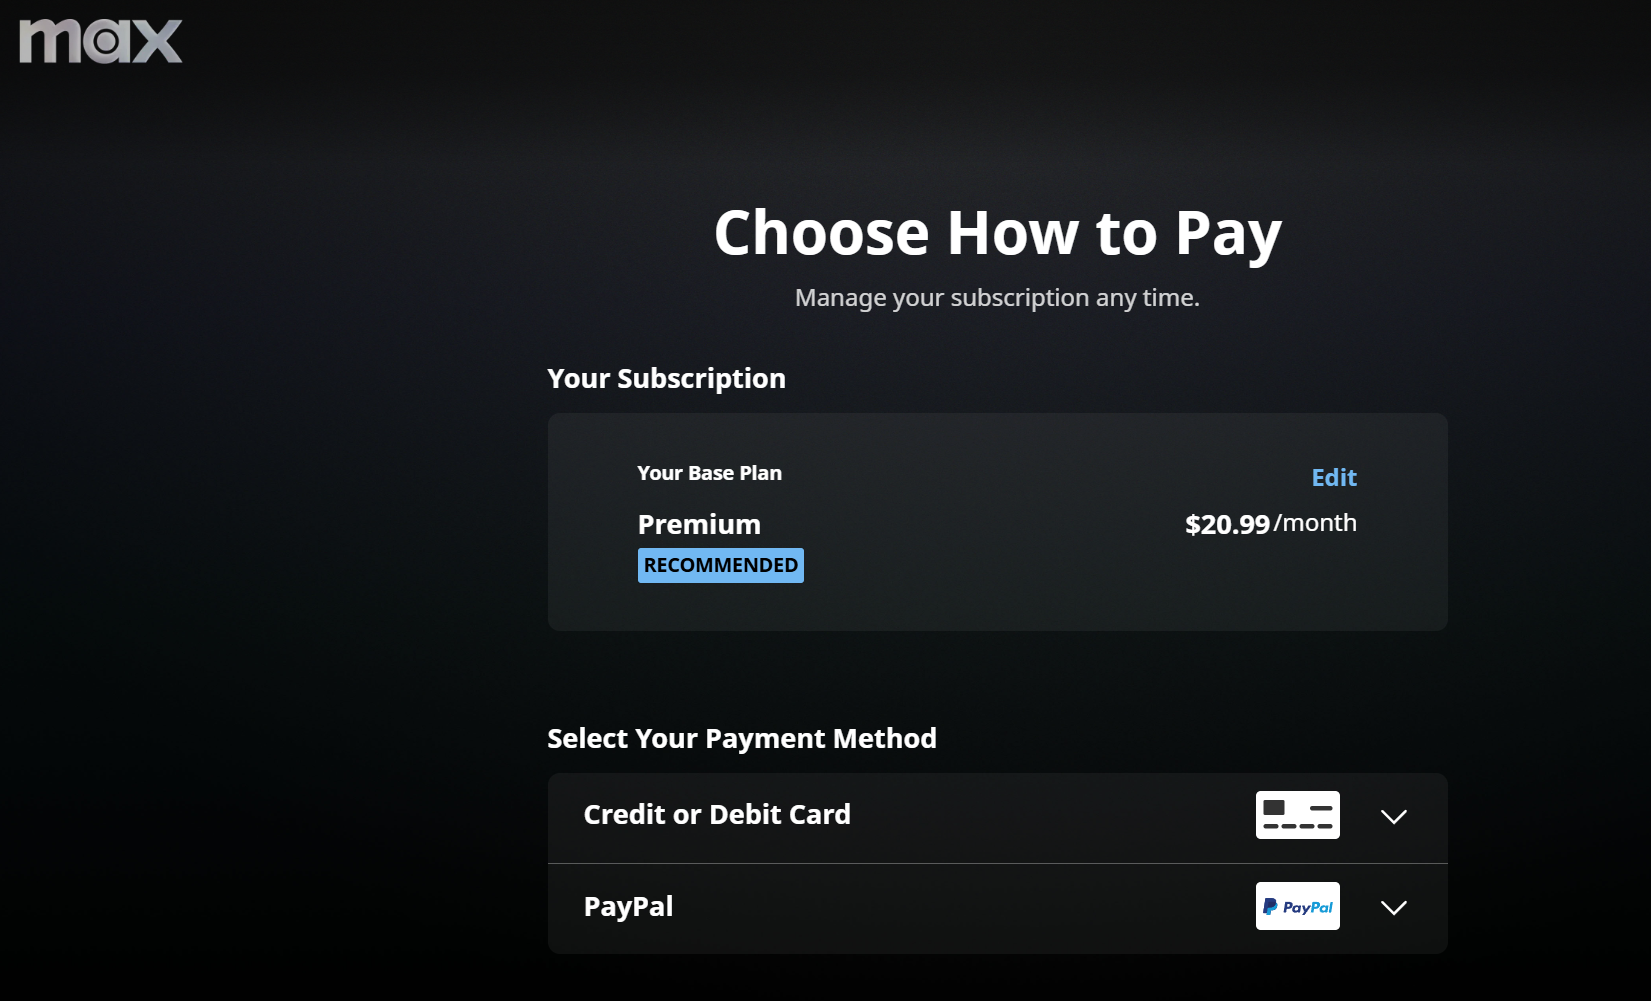 max
Choose How to Pay
Manage your subscription any time.
Your Subscription
Your Base Plan
Edit
Premium
$20.99/month
RECOMMENDED
Select Your Payment Method
Credit or Debit Card
PayPal
PayPal